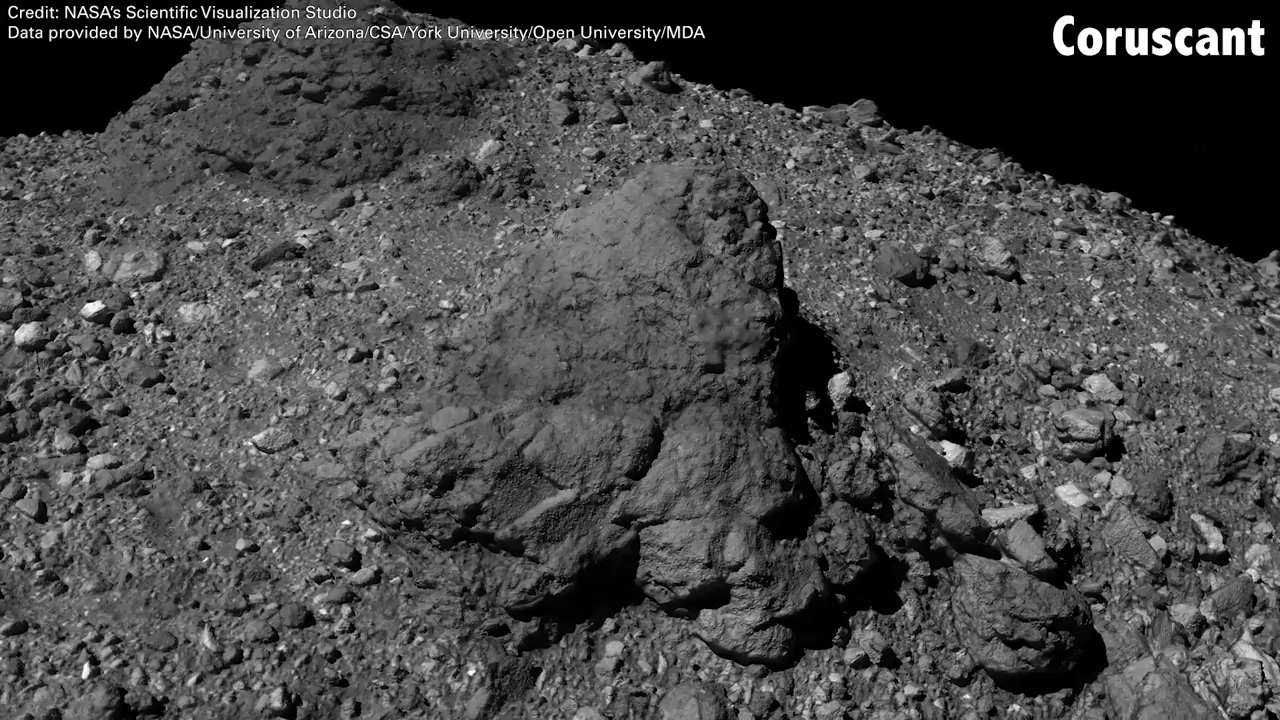 Credit: NASA's Scientific Visualization Studio
Data provided by NASA/University of Arizona/CSA/York University/Open University/MDA
Coruscant